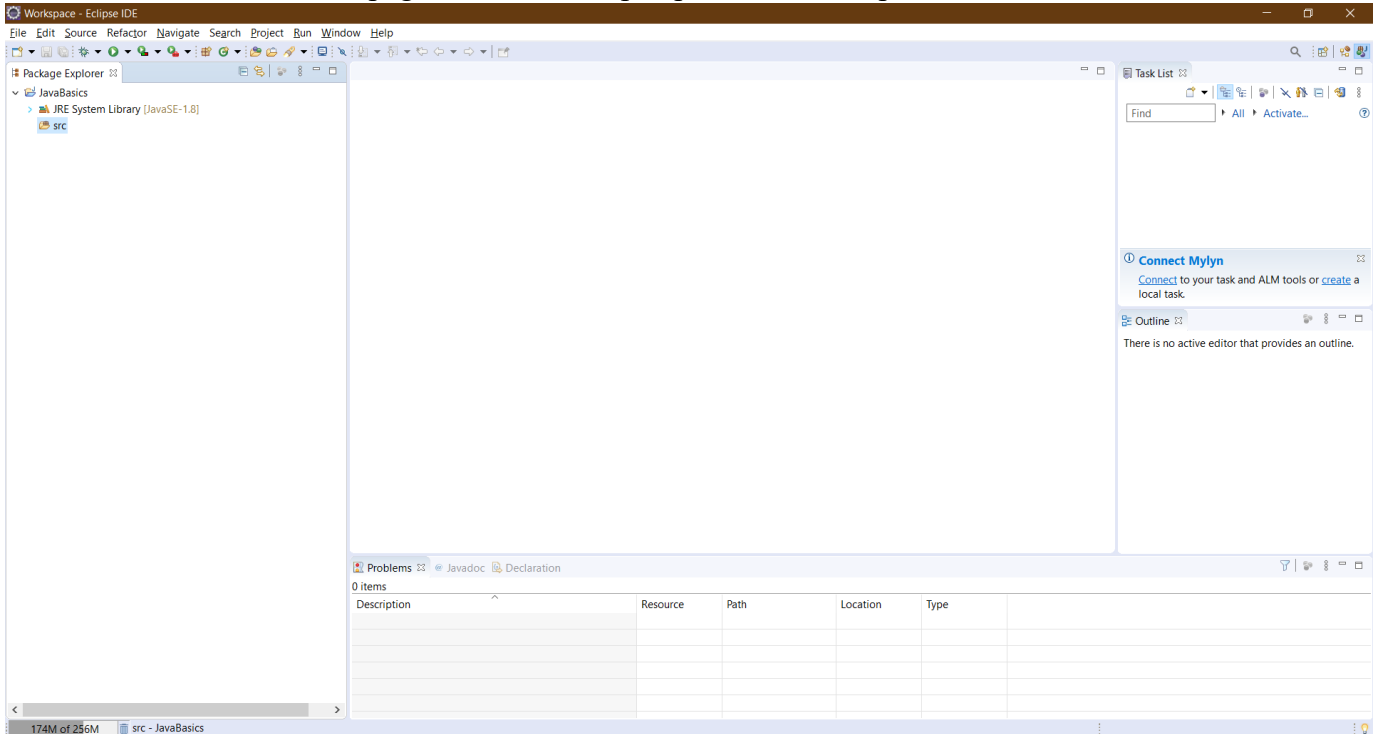 Workspace - Eclipse IDE
File Edit Source Refactor Navigate Search Project Run Window Help
Package Explorer
JavaBasics
JRE System Library [JavaSE-1.8]
src
Task List
Find All Activate...
Connect Mylyn
Connect to your task and ALM tools or create a
local task.
Outline
There is no active editor that provides an outline.
Problems Javadoc Declaration
0 items
Description Resource Path Location Type
174M of 256M src - JavaBasics